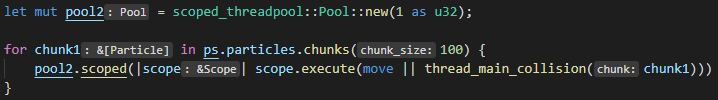 let mut pool2: Pool = scoped_threadpool::Pool::new(1 as u32);
for chunk1: &[Particle] in ps.particles.chunks(chunk_size: 100) {
pool2.scoped(|scope: &Scope| scope.execute(move || thread_main_collision(chunk: chunk1)))
}